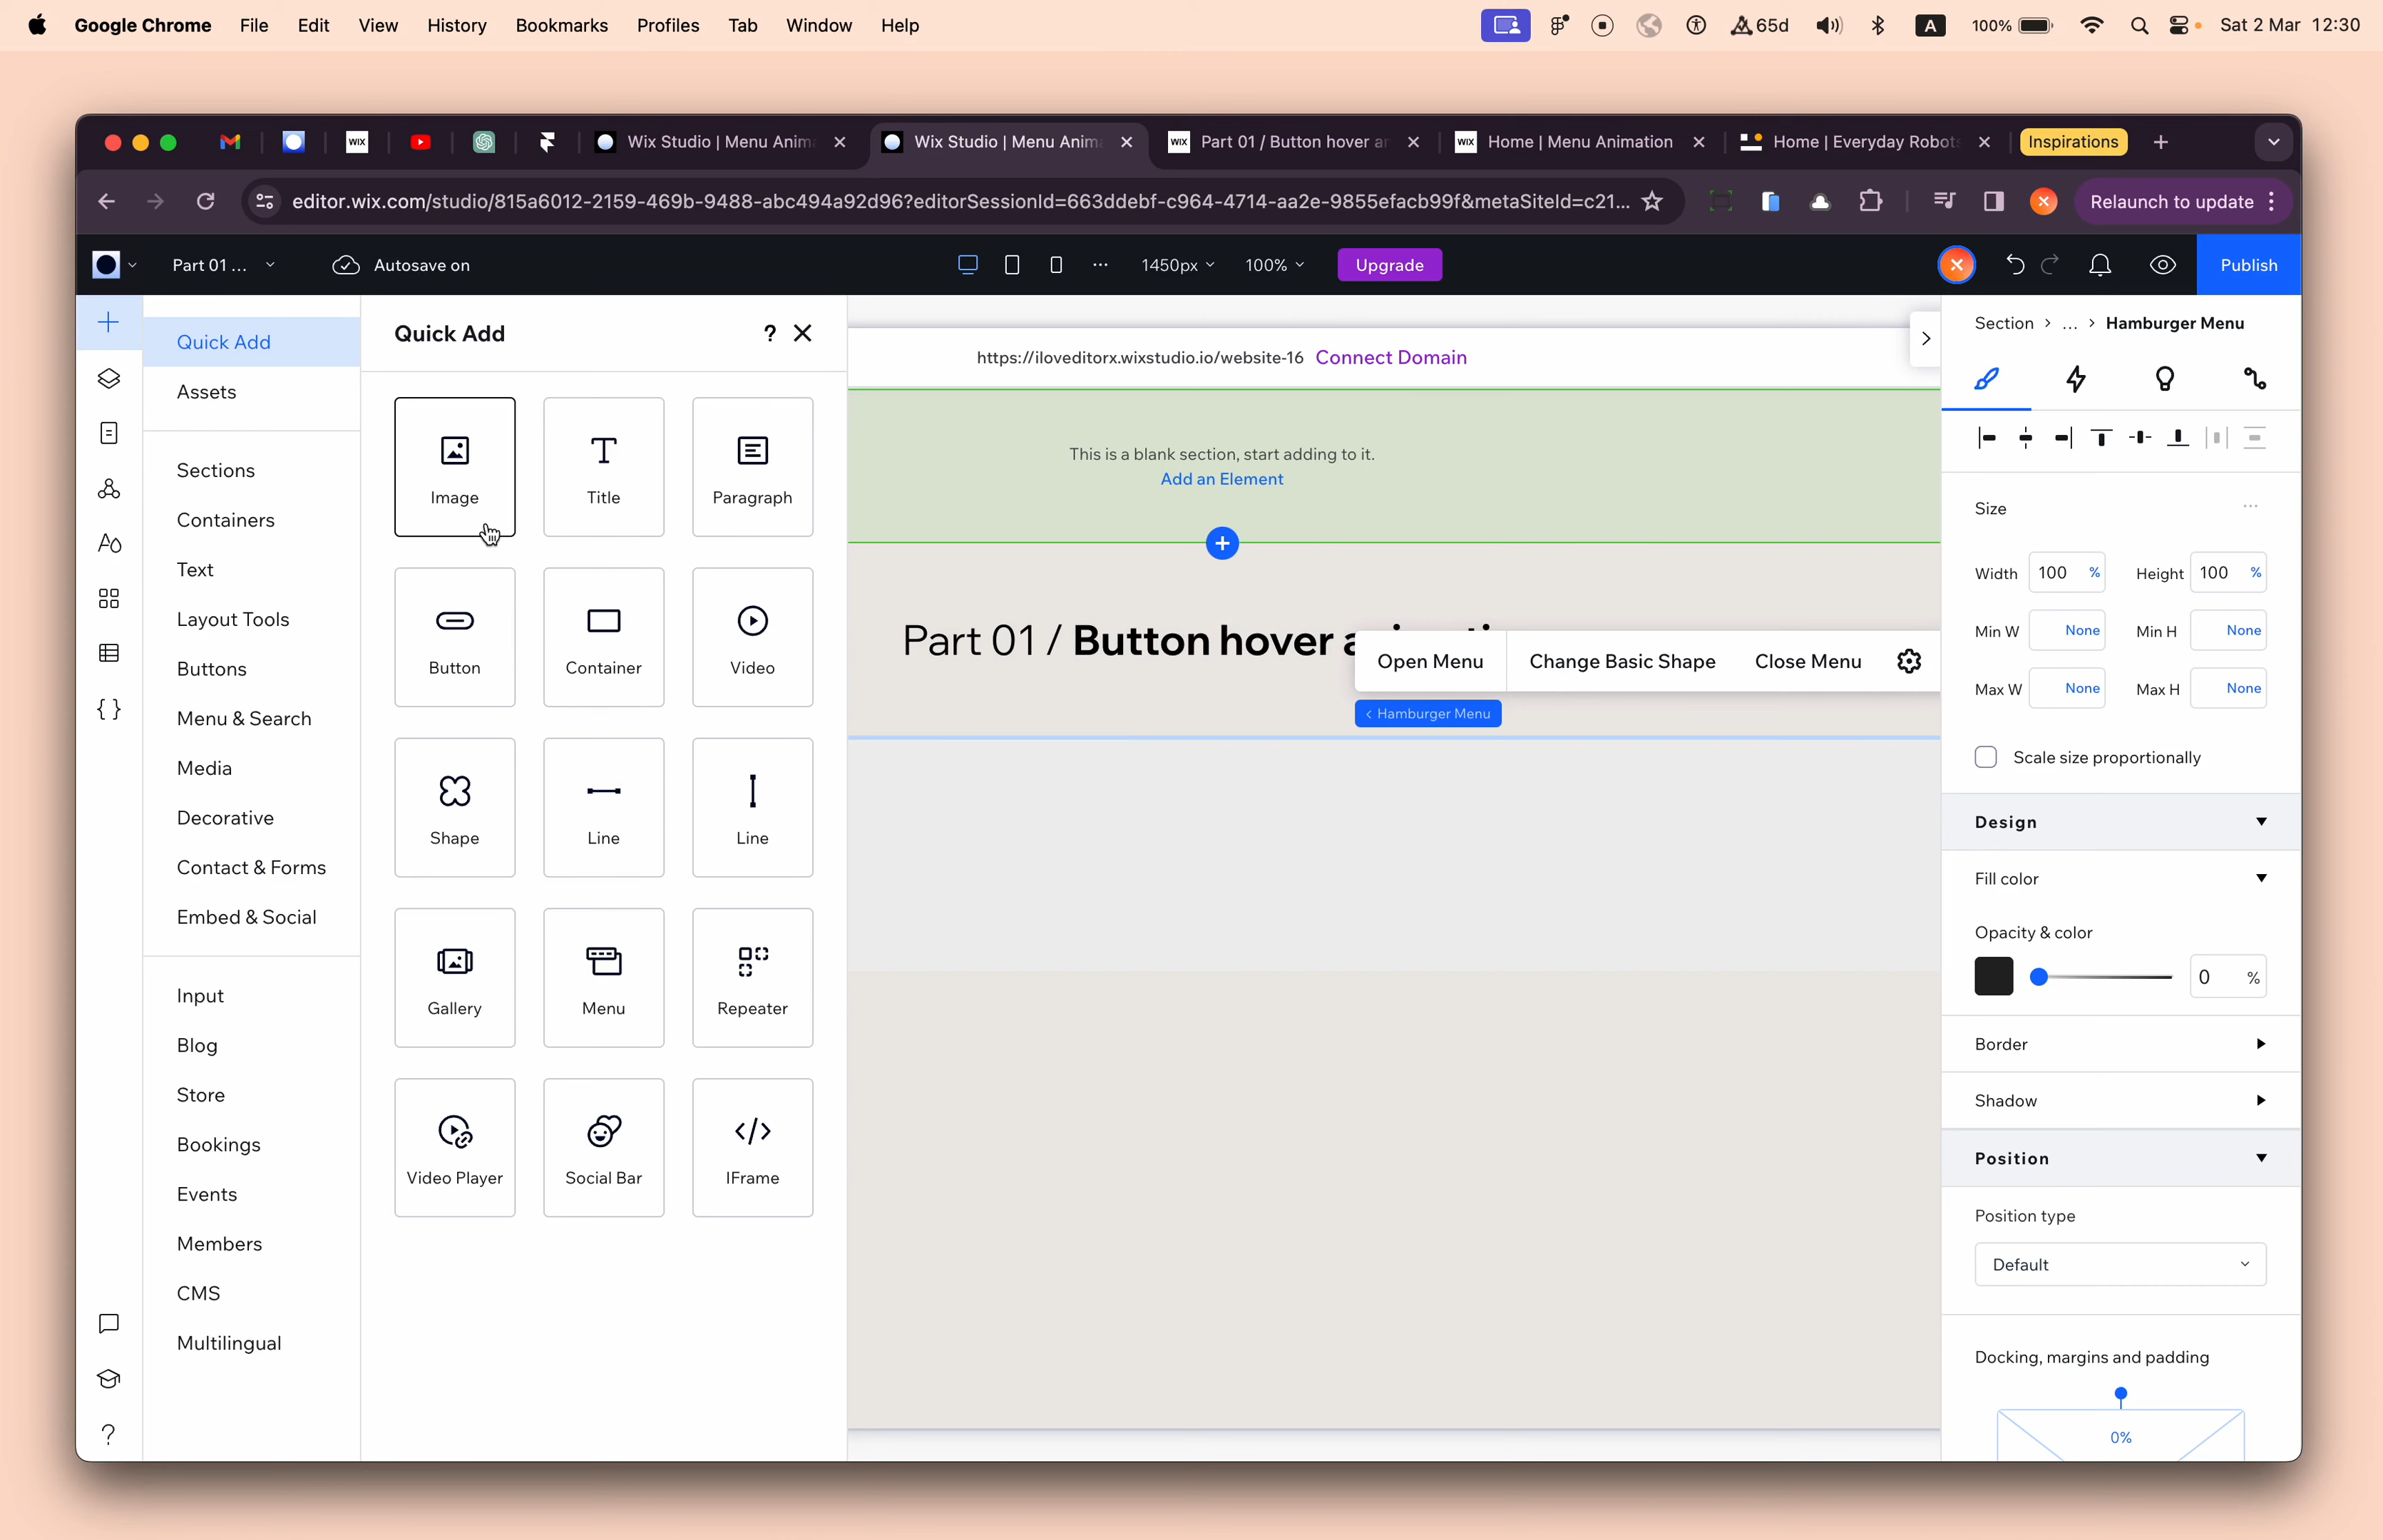 Google Chrome File Edit View History Bookmarks Profiles Tab Window Help
65d A 100% Sat 2 Mar 12:30
WIX Wix Studio | Menu Anim Wix Studio | Menu Anim WIX Part 01 / Button hover an WIX Home | Menu Animation Home | Everyday Robots Inspirations
editor.wix.com/studio/815a6012-2159-469b-9488-abc494a92d96?editorSessionId=663ddebf-c964-4714-aa2e-9855efacb99f&metaSiteId=c21... Relaunch to update
Part 01 ... Autosave on 1450px 100% Upgrade Publish
Quick Add
Assets
Sections
Containers
Text
Layout Tools
Buttons
Menu & Search
Media
Decorative
Contact & Forms
Embed & Social
Input
Blog
Store
Bookings
Events
Members
CMS
Multilingual
Quick Add ?
Image Title Paragraph
Button Container Video
Shape Line Line
Gallery Menu Repeater
Video Player Social Bar IFrame
https://iloveditorx.wixstudio.io/website-16 Connect Domain
This is a blank section, start adding to it.
Add an Element
Part 01 / Button hover
Open Menu Change Basic Shape Close Menu
< Hamburger Menu
Section > ... > Hamburger Menu
Size
Width 100 % Height 100 %
Min W None Min H None
Max W None Max H None
Scale size proportionally
Design
Fill color
Opacity & color
0 %
Border
Shadow
Position
Position type
Default
Docking, margins and padding
0%